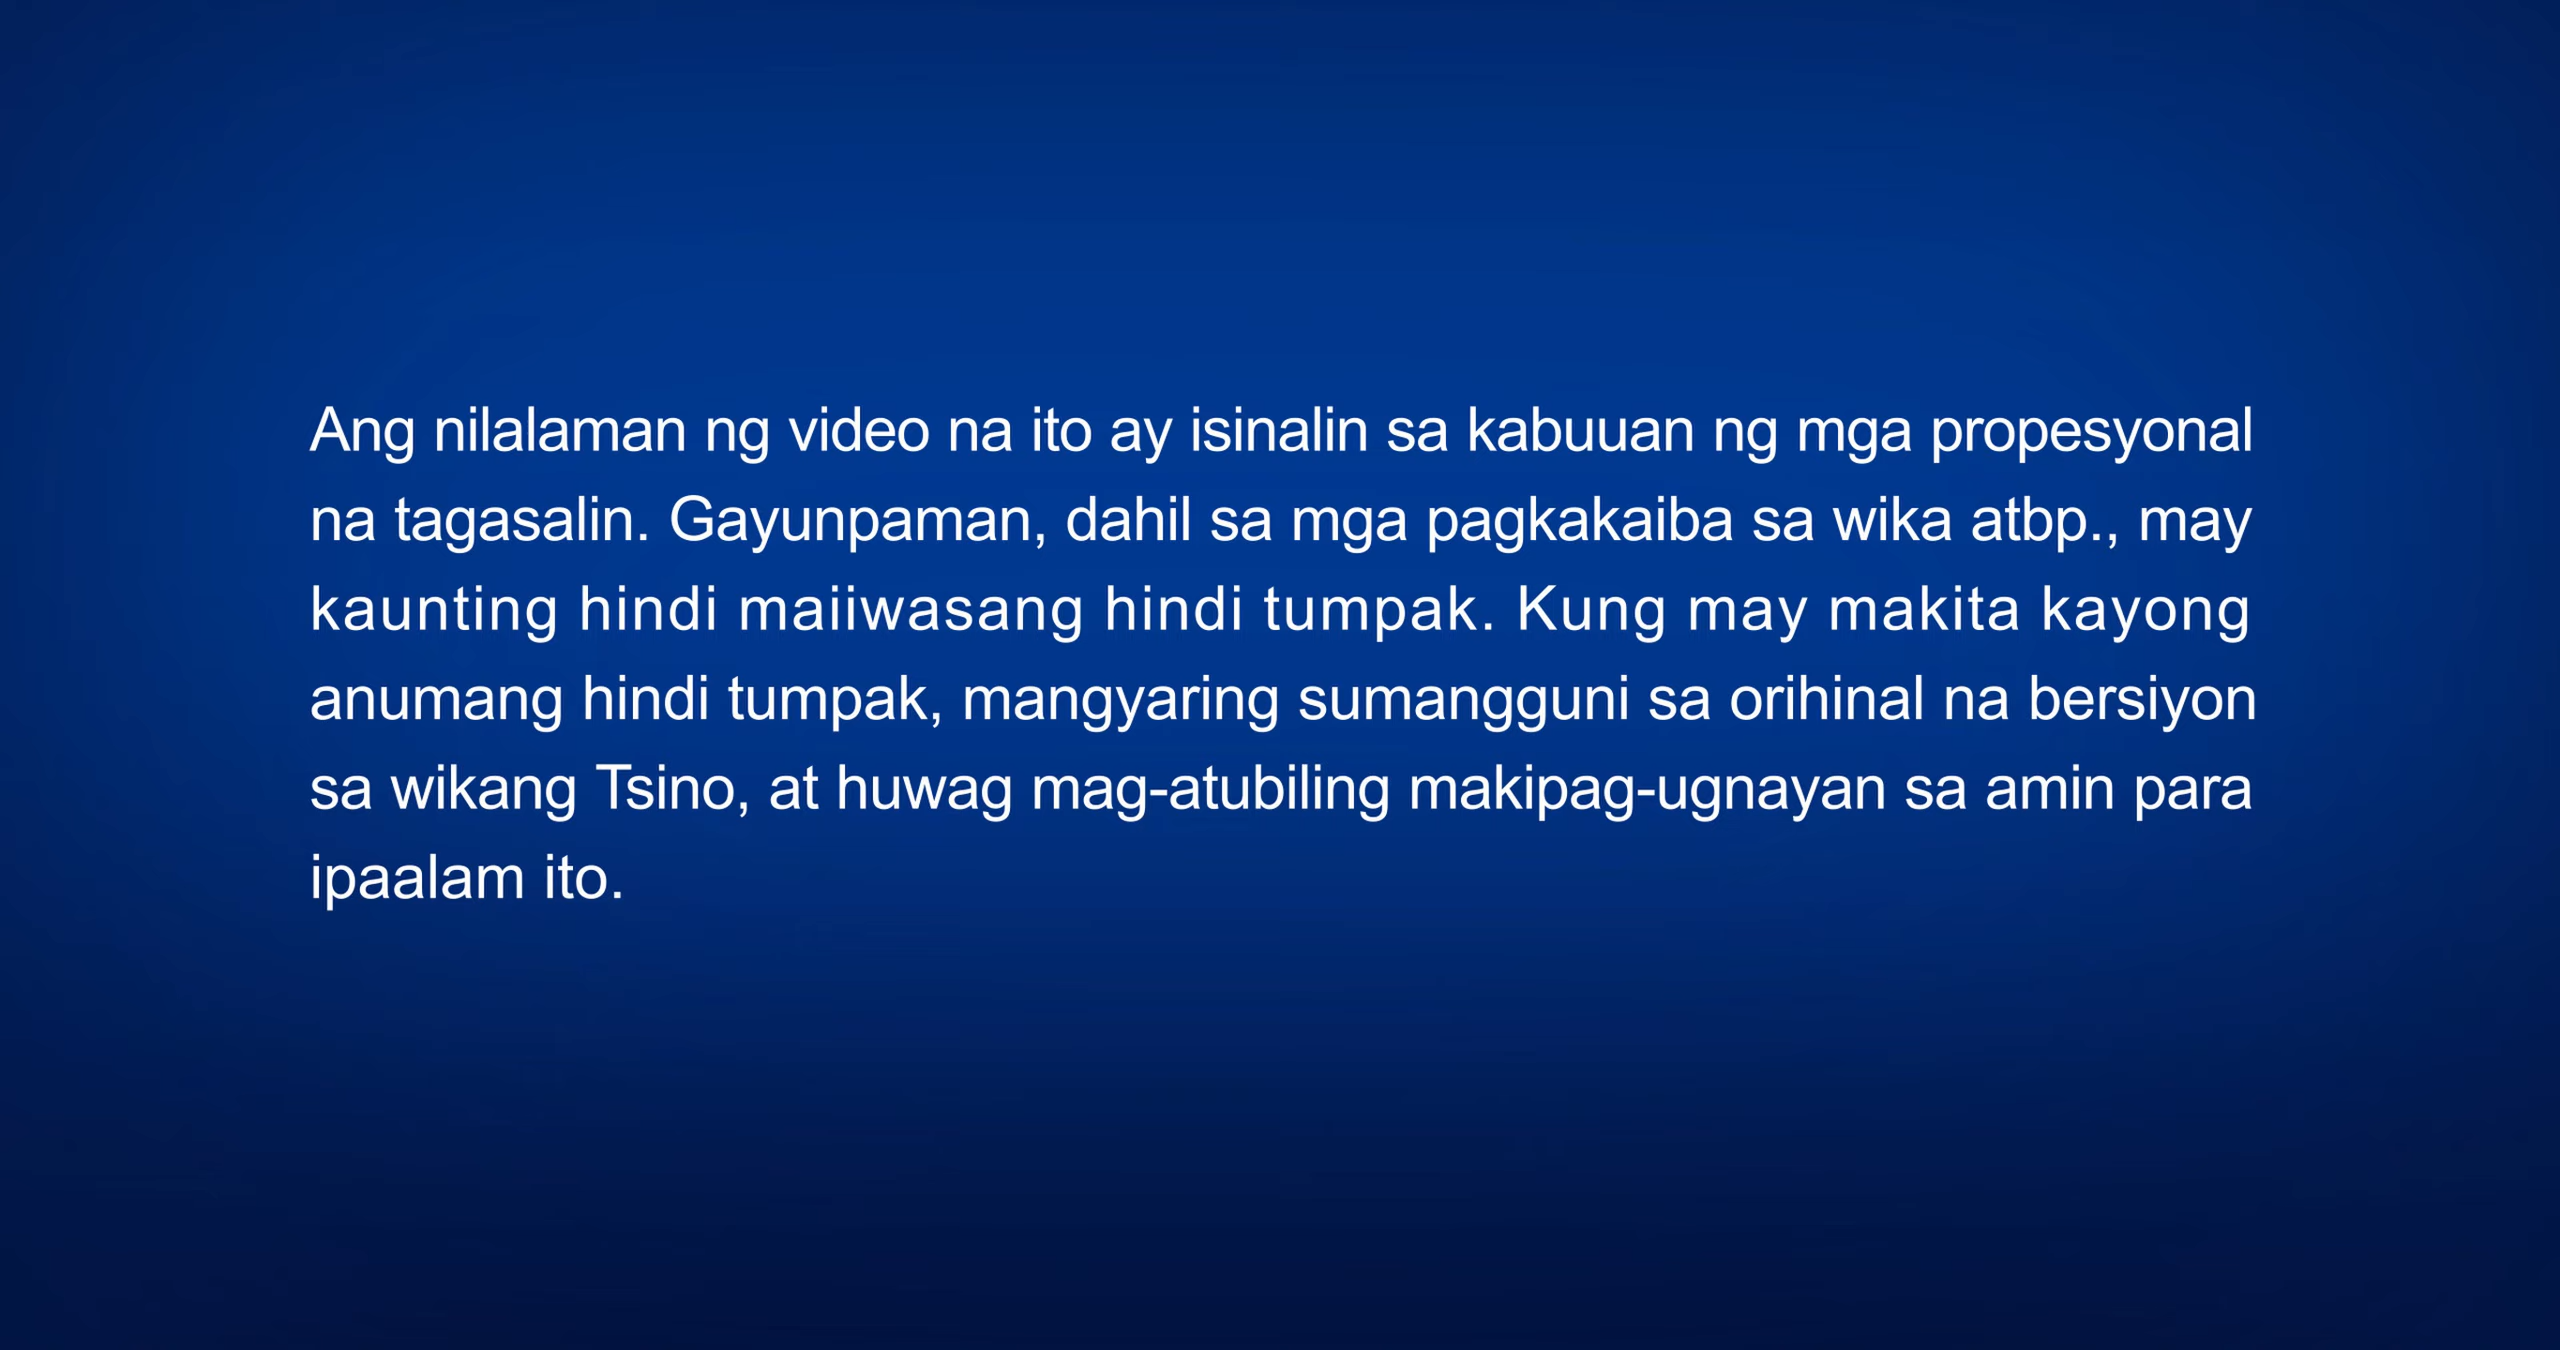 Ang nilalaman ng video na ito ay isinalin sa kabuuan ng mga propesyonal
na tagasalin. Gayunpaman, dahil sa mga pagkakaiba sa wika atbp., may
kaunting hindi maiiwasang hindi tumpak. Kung may makita kayong
anumang hindi tumpak, mangyaring sumangguni sa orihinal na bersiyon
sa wikang Tsino, at huwag mag-atubiling makipag-ugnayan sa amin para
ipaalam ito.